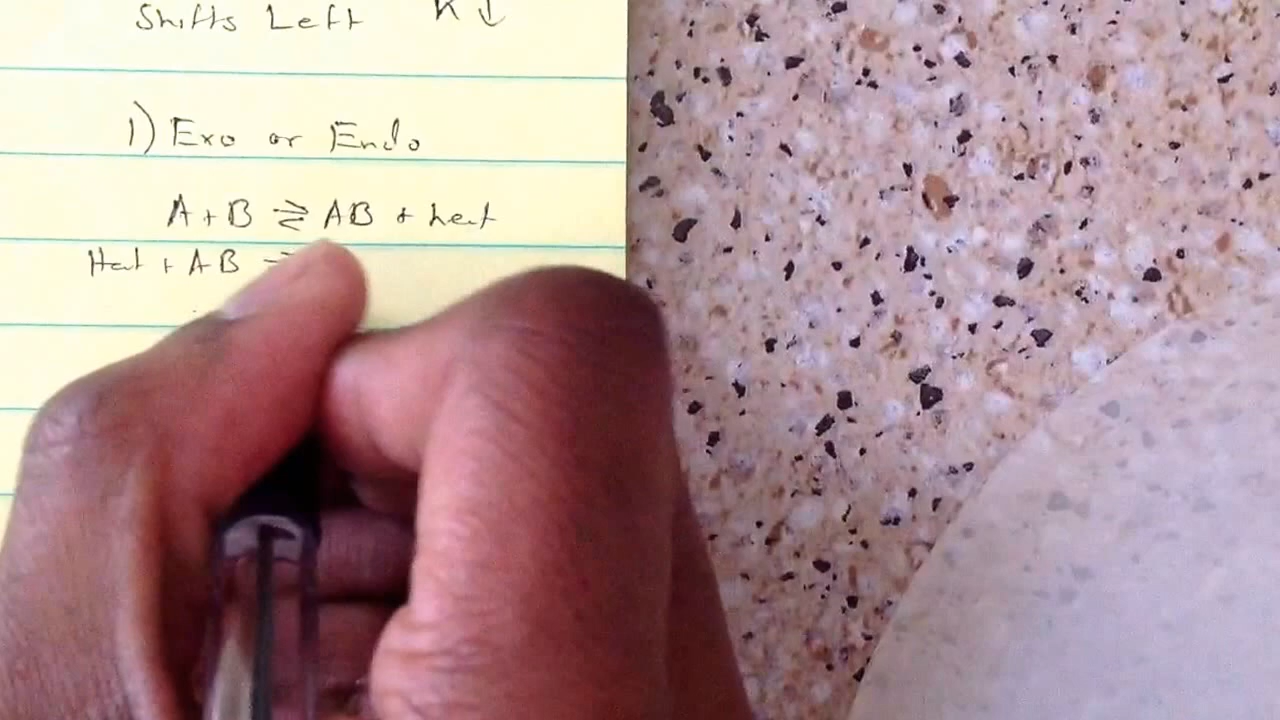 Shifts Left K ↓
1) Exo or Endo
A + B ⇌ AB + heat
Heat + AB